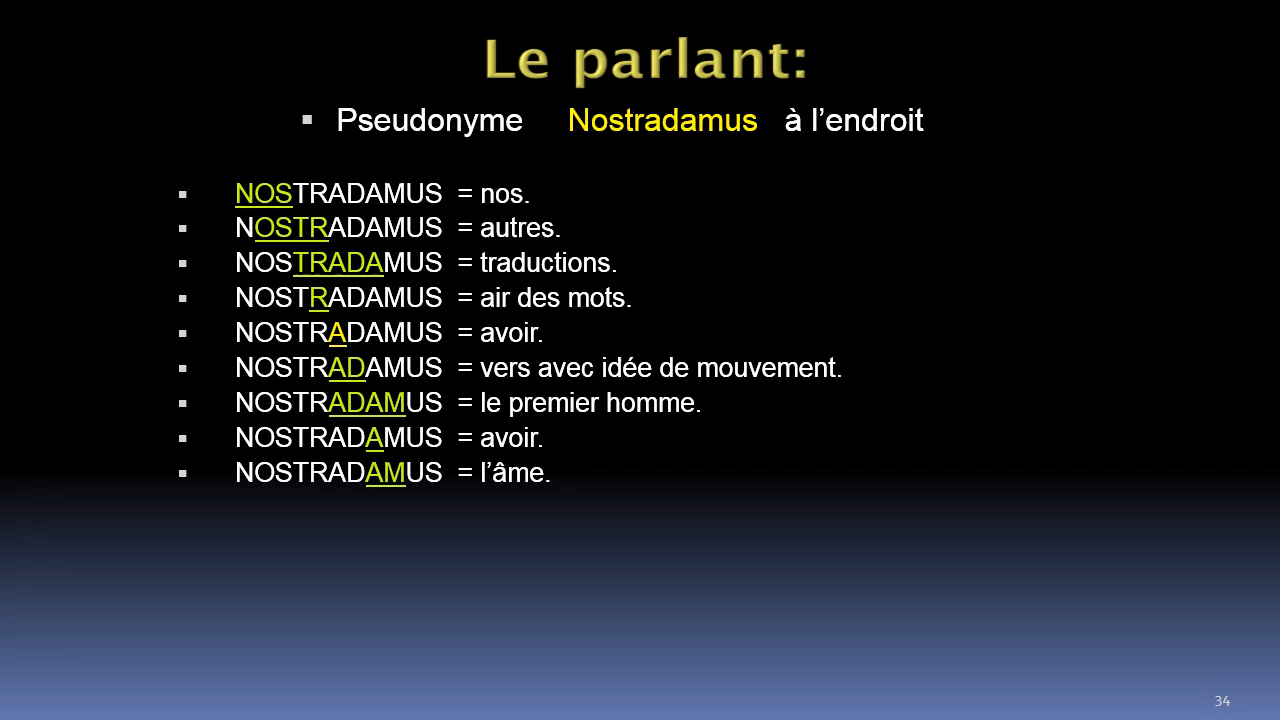 Le parlant:
Pseudonyme Nostradamus à l’endroit
NOSTRADAMUS = nos.
NOSTRADAMUS = autres.
NOSTRADAMUS = traductions.
NOSTRADAMUS = air des mots.
NOSTRADAMUS = avoir.
NOSTRADAMUS = vers avec idée de mouvement.
NOSTRADAMUS = le premier homme.
NOSTRADAMUS = avoir.
NOSTRADAMUS = l’âme.
34